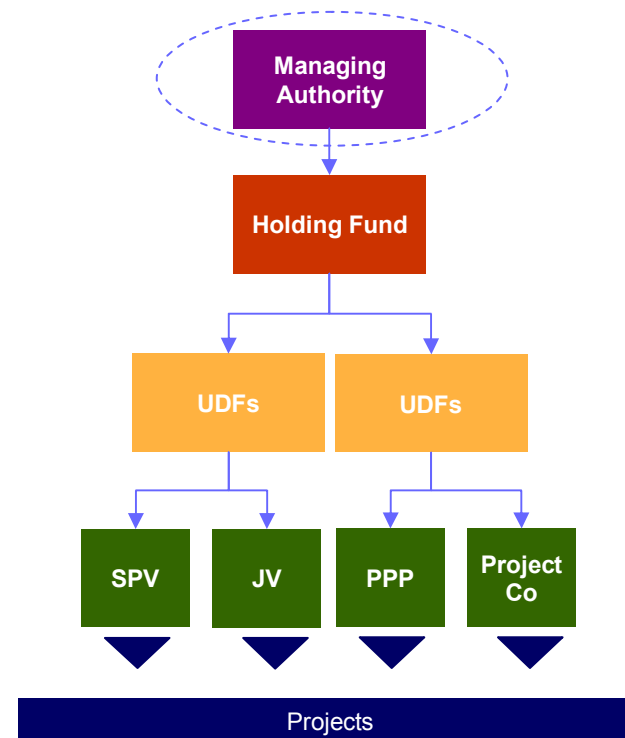 Managing
Authority
Holding Fund
UDFs
UDFs
SPV
JV
PPP
Project
Co
Projects